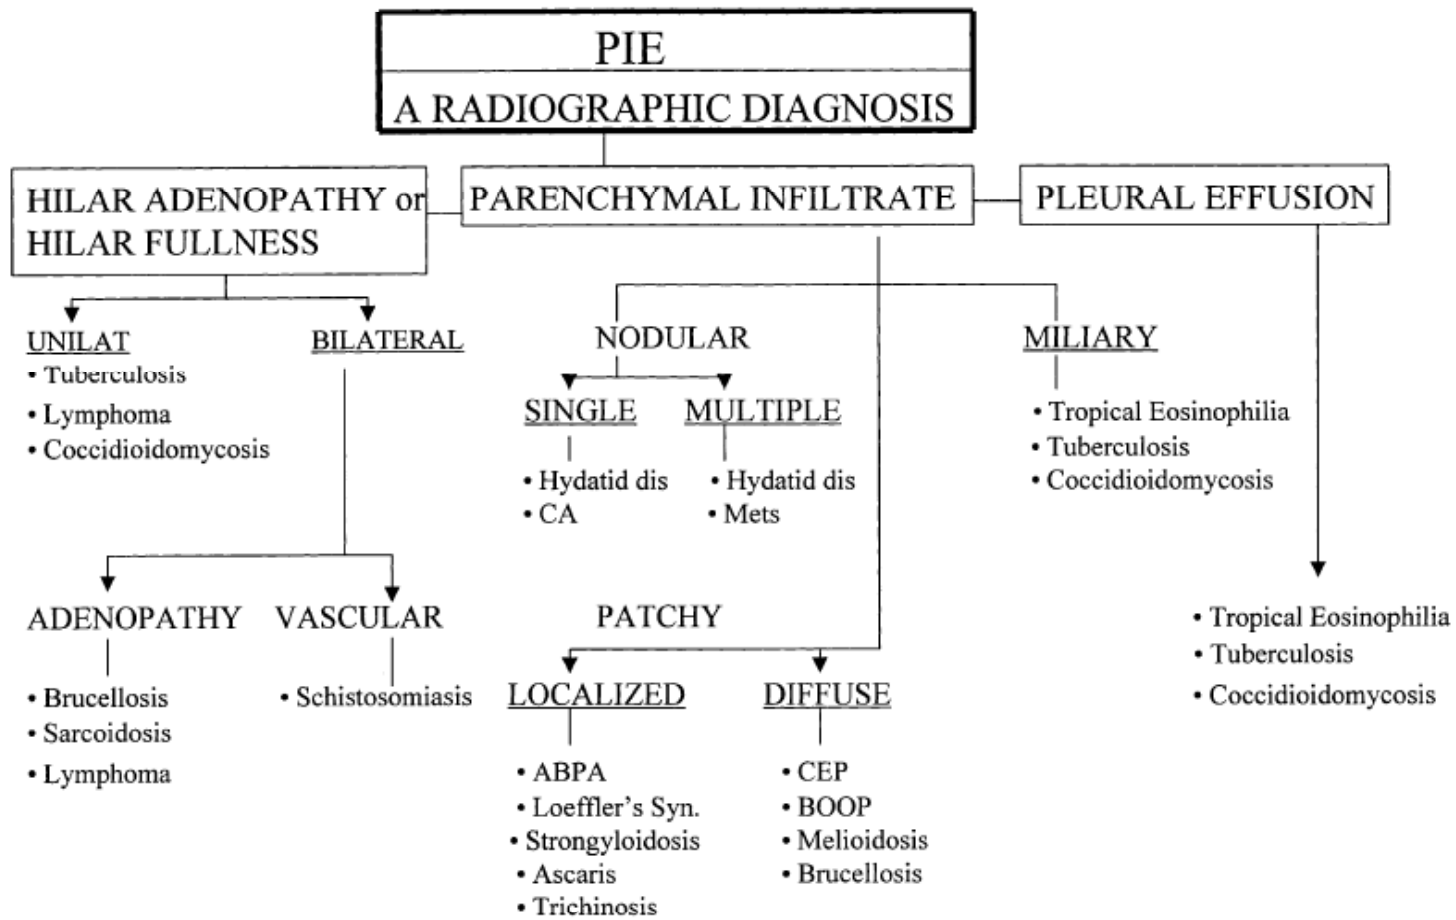 PIE
A RADIOGRAPHIC DIAGNOSIS
HILAR ADENOPATHY or
HILAR FULLNESS
PARENCHYMAL INFILTRATE
PLEURAL EFFUSION
UNILAT
• Tuberculosis
• Lymphoma
• Coccidioidomycosis
BILATERAL
NODULAR
SINGLE
• Hydatid dis
• CA
MULTIPLE
• Hydatid dis
• Mets
MILIARY
• Tropical Eosinophilia
• Tuberculosis
• Coccidioidomycosis
ADENOPATHY
• Brucellosis
• Sarcoidosis
• Lymphoma
VASCULAR
• Schistosomiasis
PATCHY
LOCALIZED
• ABPA
• Loeffler's Syn.
• Strongyloidosis
• Ascaris
• Trichinosis
DIFFUSE
• CEP
• BOOP
• Melioidosis
• Brucellosis
• Tropical Eosinophilia
• Tuberculosis
• Coccidioidomycosis